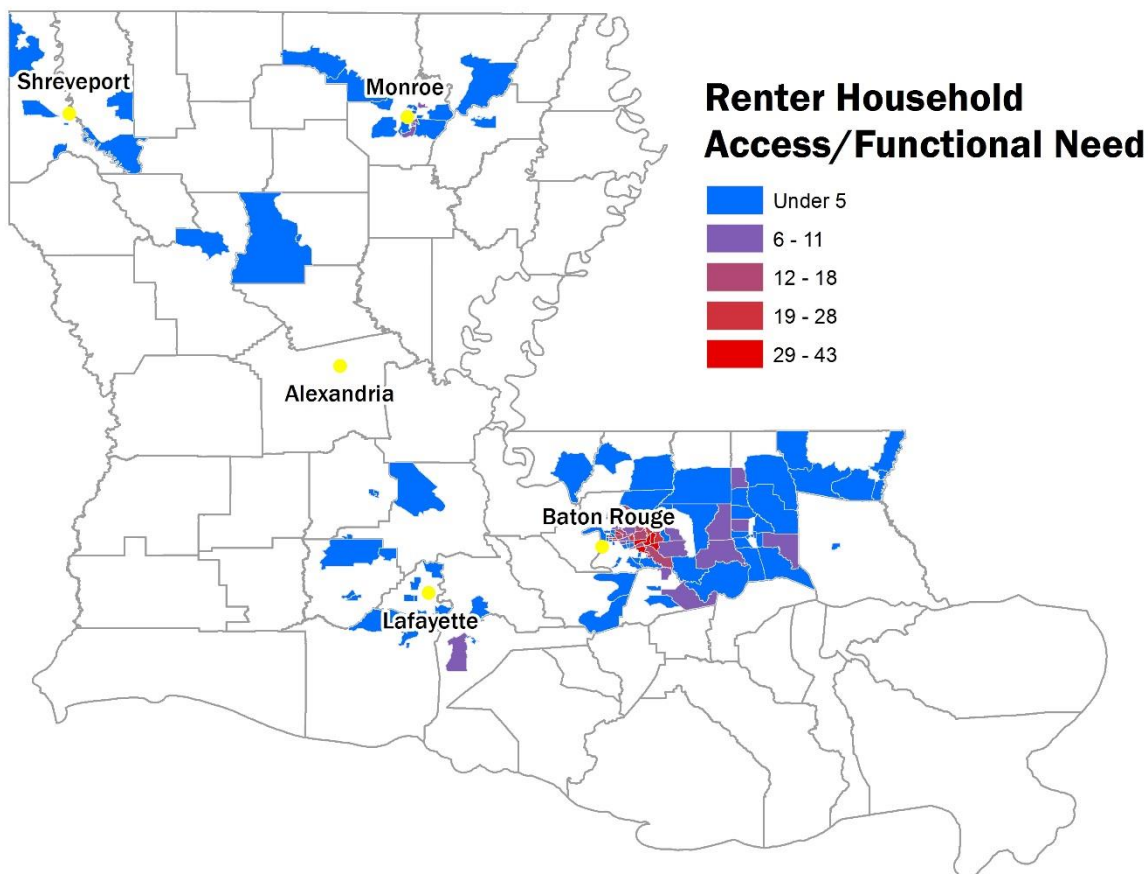 Shreveport
Monroe
Renter Household
Access/Functional Need
Under 5
6 - 11
12 - 18
19 - 28
29 - 43
Alexandria
Baton Rouge
Lafayette